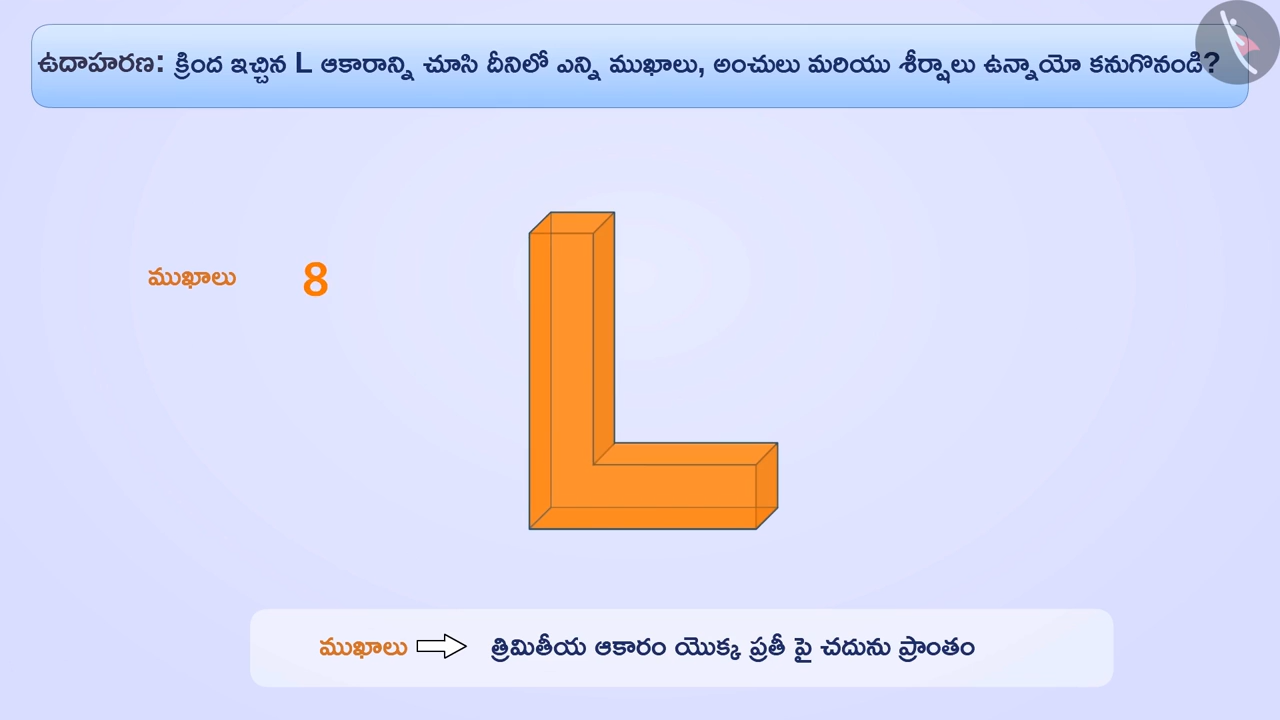 ఉదాహరణ: క్రింద ఇచ్చిన L ఆకారాన్ని చూసి దీనిలో ఎన్ని ముఖాలు, అంచులు మరియు శీర్షాలు ఉన్నాయో కనుగొనండి?
ముఖాలు 8
ముఖాలు త్రిమితీయ ఆకారం యొక్క ప్రతీ పై చదును ప్రాంతం